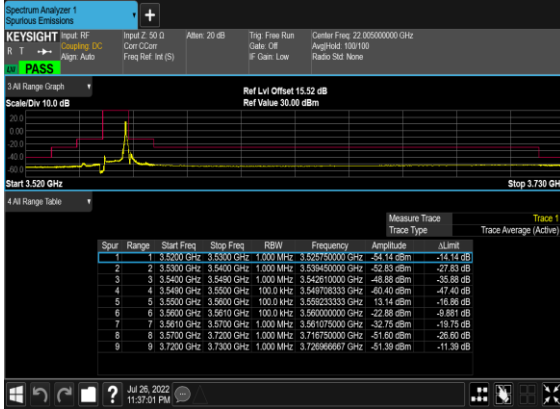 Spectrum Analyzer 1
Spurious Emissions
+
KEYSIGHT Input: RF Input Z: 50 Ω Atten: 20 dB Trig: Free Run Center Freq: 22.005000000 GHz
R T Coupling: DC Corr CCorr Gate: Off Avg|Hold: 100/100
Align: Auto Freq Ref: Int (S) IF Gain: Low Radio Std: None
PASS
3 All Range Graph
Scale/Div 10.0 dB Ref Lvl Offset 15.52 dB
Ref Value 30.00 dBm
20.0
0.00
-20.0
-40.0
-60.0
Start 3.520 GHz Stop 3.730 GH
4 All Range Table
Measure Trace Trace 1
Trace Type Trace Average (Active)
Spur Range Start Freq Stop Freq RBW Frequency Amplitude ΔLimit
1 1 3.5200 GHz 3.5300 GHz 1.000 MHz 3.525750000 GHz -54.14 dBm -14.14 dB
2 2 3.5300 GHz 3.5400 GHz 1.000 MHz 3.539450000 GHz -52.83 dBm -27.83 dB
3 3 3.5400 GHz 3.5490 GHz 1.000 MHz 3.542610000 GHz -48.88 dBm -35.88 dB
4 4 3.5490 GHz 3.5500 GHz 100.0 kHz 3.549708333 GHz -60.40 dBm -47.40 dB
5 5 3.5500 GHz 3.5600 GHz 100.0 kHz 3.559233333 GHz 13.14 dBm -16.86 dB
6 6 3.5600 GHz 3.5610 GHz 100.0 kHz 3.560000000 GHz -22.88 dBm -9.881 dB
7 7 3.5610 GHz 3.5700 GHz 1.000 MHz 3.561075000 GHz -32.75 dBm -19.75 dB
8 8 3.5700 GHz 3.7200 GHz 1.000 MHz 3.716750000 GHz -51.60 dBm -26.60 dB
9 9 3.7200 GHz 3.7300 GHz 1.000 MHz 3.726966667 GHz -51.39 dBm -11.39 dB
? Jul 26, 2022
11:37:01 PM